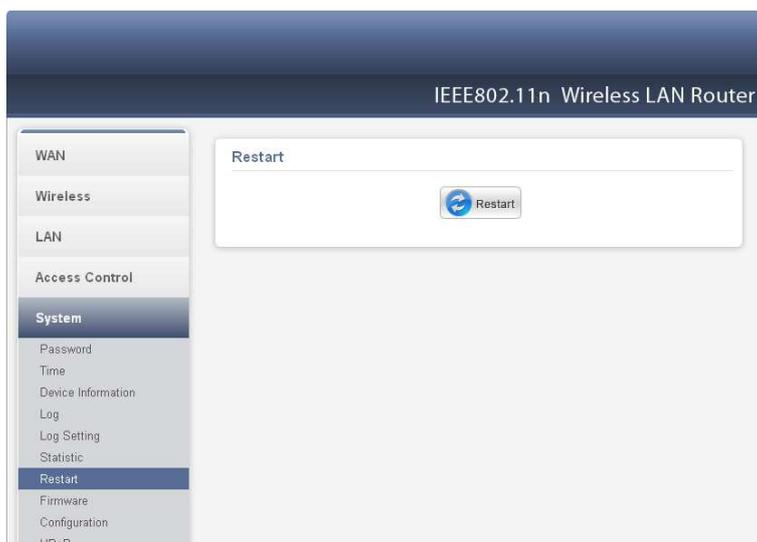 IEEE802.11n Wireless LAN Router
WAN
Wireless
LAN
Access Control
System
Password
Time
Device Information
Log
Log Setting
Statistic
Restart
Firmware
Configuration
Restart
Restart